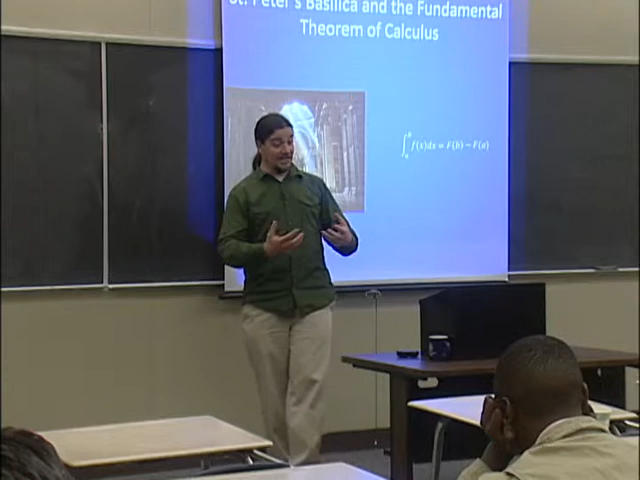 St. Peter's Basilica and the Fundamental
Theorem of Calculus
∫ₐᵇ f(x)dx = F(b) − F(a)